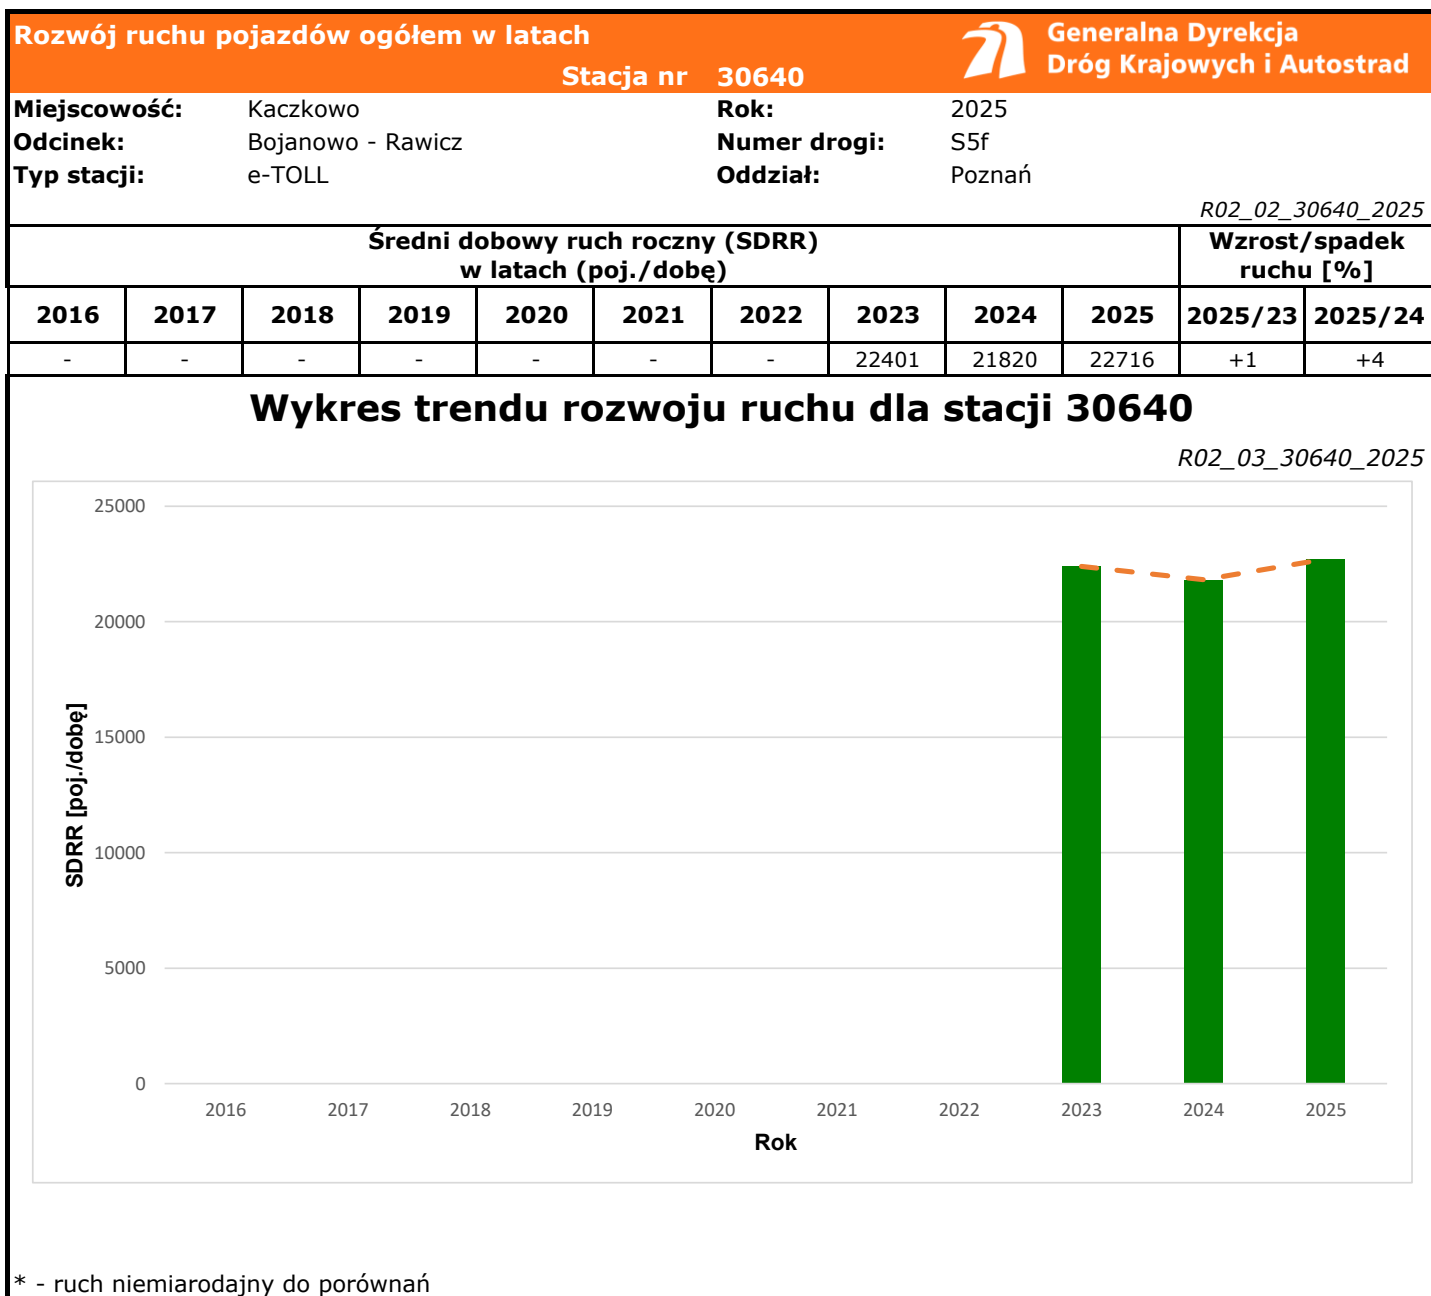 Rozwój ruchu pojazdów ogółem w latach
Generalna Dyrekcja
Dróg Krajowych i Autostrad
Stacja nr 30640
Miejscowość: Kaczkowo Rok: 2025
Odcinek: Bojanowo - Rawicz Numer drogi: S5f
Typ stacji: e-TOLL Oddział: Poznań
R02_02_30640_2025
Średni dobowy ruch roczny (SDRR)
w latach (poj./dobę)
Wzrost/spadek
ruchu [%]
2016 2017 2018 2019 2020 2021 2022 2023 2024 2025 2025/23 2025/24
- - - - - - - 22401 21820 22716 +1 +4
Wykres trendu rozwoju ruchu dla stacji 30640
R02_03_30640_2025
25000
20000
15000
10000
5000
0
SDRR [poj./dobę]
2016 2017 2018 2019 2020 2021 2022 2023 2024 2025
Rok
* - ruch niemiarodajny do porównań